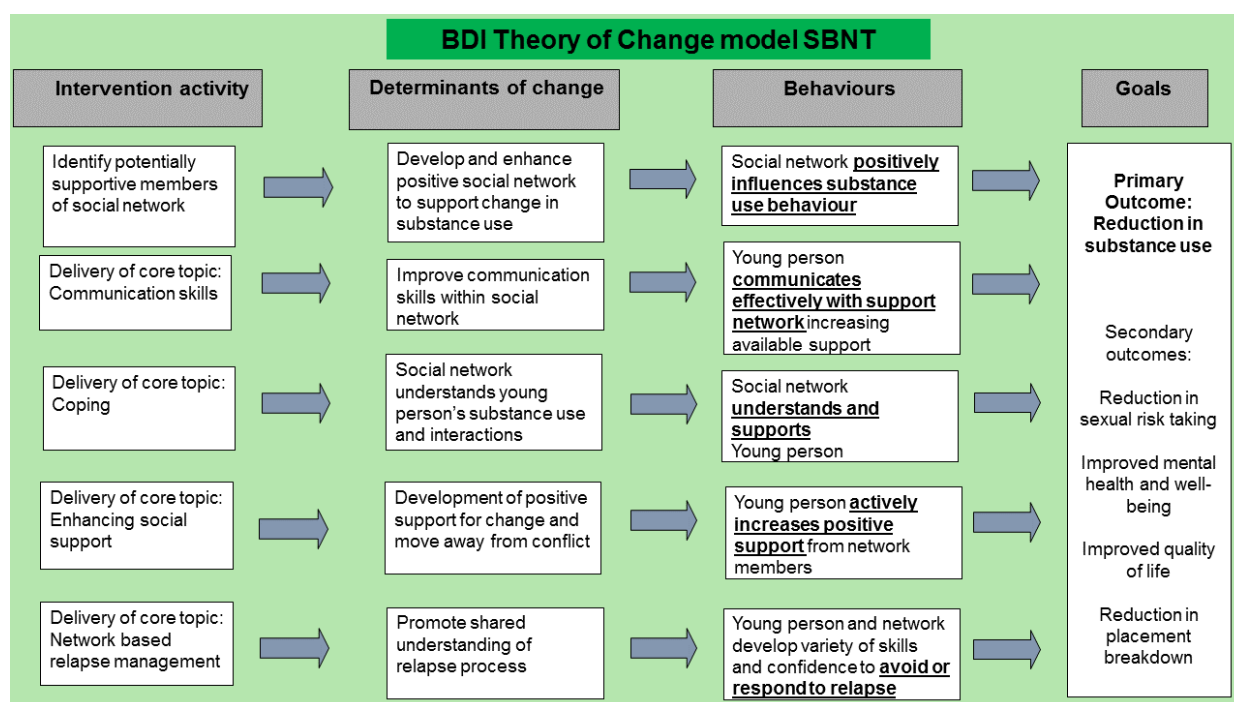 BDI Theory of Change model SBNT
Intervention activity
Determinants of change
Behaviours
Goals
Identify potentially
supportive members
of social network
Develop and enhance
positive social network
to support change in
substance use
Social network positively
influences substance
use behaviour
Delivery of core topic:
Communication skills
Improve communication
skills within social
network
Young person
communicates
effectively with support
network increasing
available support
Delivery of core topic:
Coping
Social network
understands young
person’s substance use
and interactions
Social network
understands and
supports
Young person
Delivery of core topic:
Enhancing social
support
Development of positive
support for change and
move away from conflict
Young person actively
increases positive
support from network
members
Delivery of core topic:
Network based
relapse management
Promote shared
understanding of
relapse process
Young person and network
develop variety of skills
and confidence to avoid or
respond to relapse
Primary
Outcome:
Reduction in
substance use
Secondary
outcomes:
Reduction in
sexual risk taking
Improved mental
health and well-
being
Improved quality
of life
Reduction in
placement
breakdown